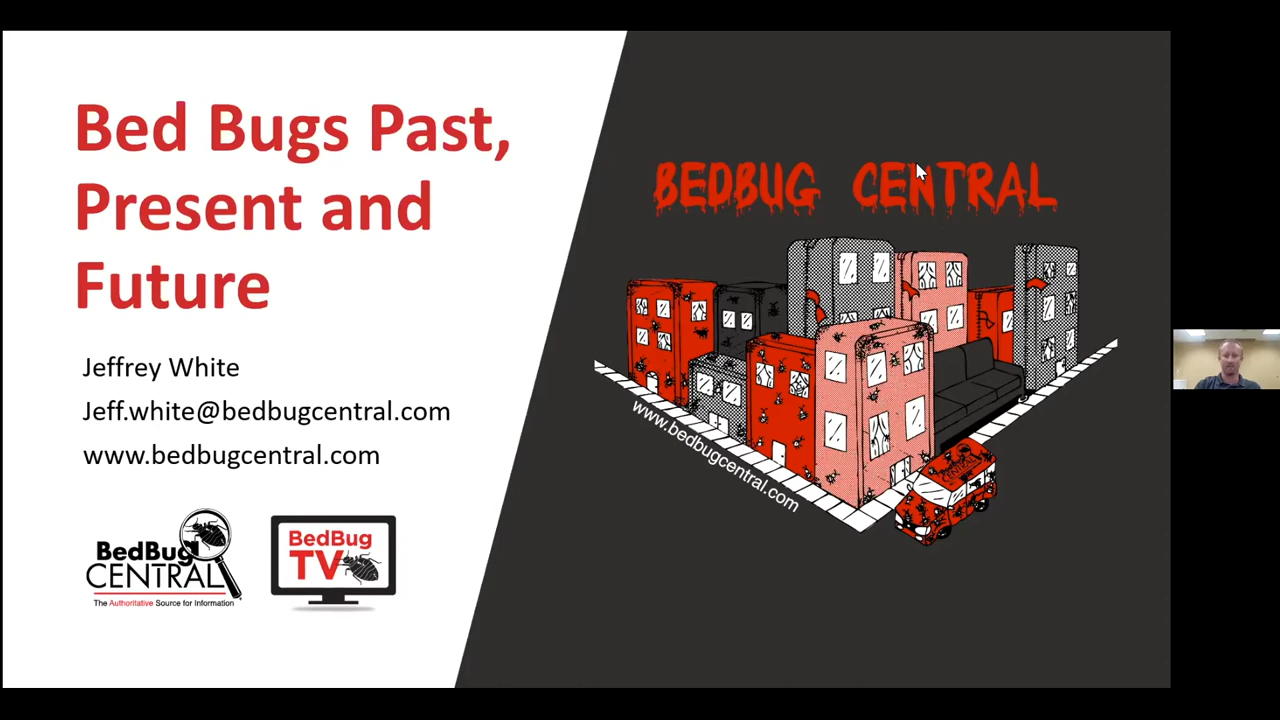 Bed Bugs Past,
Present and
Future
Jeffrey White
Jeff.white@bedbugcentral.com
www.bedbugcentral.com
BedBug
CENTRAL
The Authoritative Source for Information
BedBug
TV
BEDBUG CENTRAL
www.bedbugcentral.com
CENTRAL